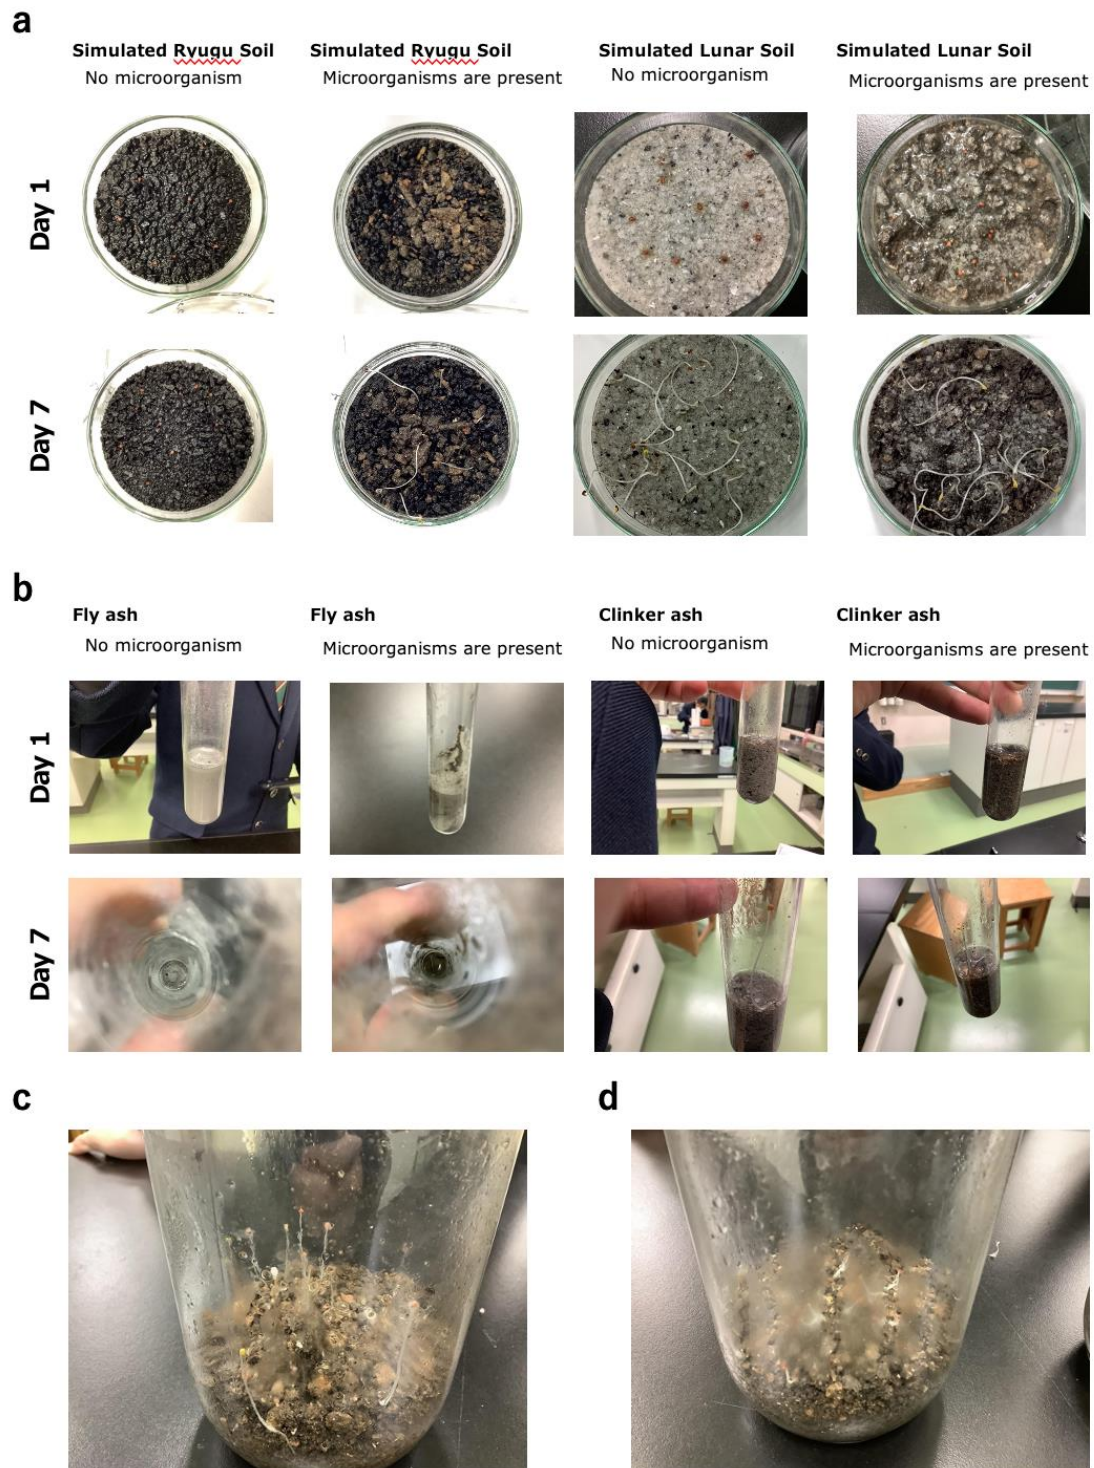 a
Simulated Ryugu Soil
No microorganism
Simulated Ryugu Soil
Microorganisms are present
Simulated Lunar Soil
No microorganism
Simulated Lunar Soil
Microorganisms are present
Day 1
Day 7
b
Fly ash
No microorganism
Fly ash
Microorganisms are present
Clinker ash
No microorganism
Clinker ash
Microorganisms are present
Day 1
Day 7
c
d